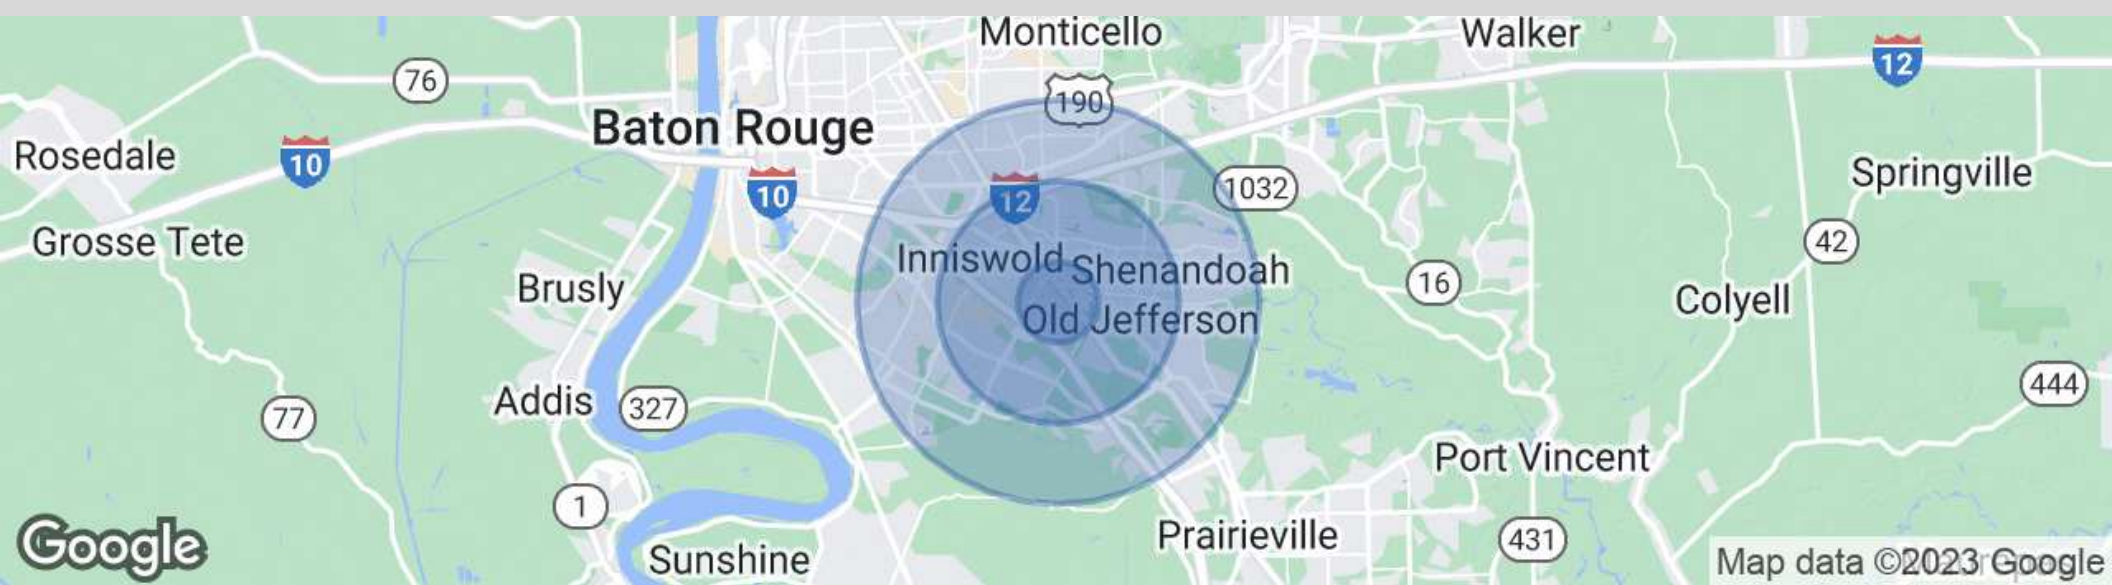 Monticello
Walker
12
76
190
Baton Rouge
Rosedale
10
10
12
1032
Springville
Grosse Tete
Inniswold
Shenandoah
42
Brusly
16
Colyell
Old Jefferson
Addis
327
444
77
Port Vincent
1
Prairieville
431
Google
Sunshine
Map data ©2023 Google